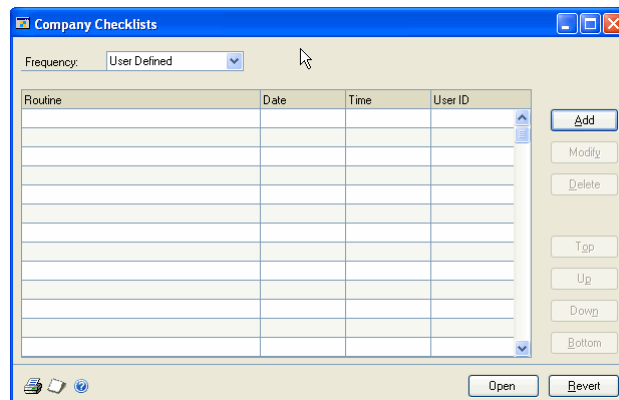 Company Checklists
Frequency: User Defined
Routine Date Time User ID
Add
Modify
Delete
Top
Up
Down
Bottom
Open Revert